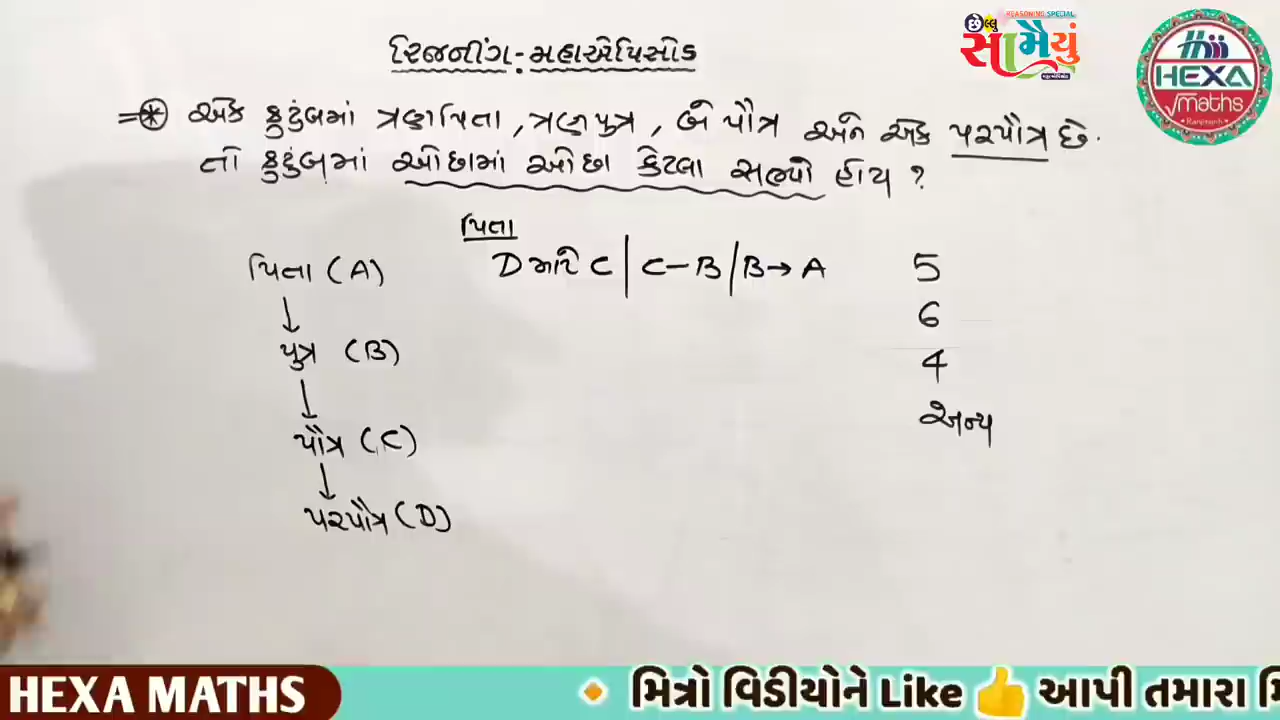 રિજનીંગ-મહાએપિસોડ
REASONING SPECIAL
છેલ્લુ
સામૈયું
HEXA
maths
=> * એક કુટુંબમાં ત્રણ પિતા, ત્રણ પુત્ર, બે પૌત્ર અને એક પરપૌત્ર છે.
તો કુટુંબમાં ઓછામાં ઓછા કેટલા સભ્યો હોય ?
પિતા
પિતા (A)
D માટે C | C-B | B→A
5
6
પુત્ર (B)
4
અન્ય
પૌત્ર (C)
પરપૌત્ર (D)
HEXA MATHS
મિત્રો વિડીયોને Like 👍 આપી તમારા મિ